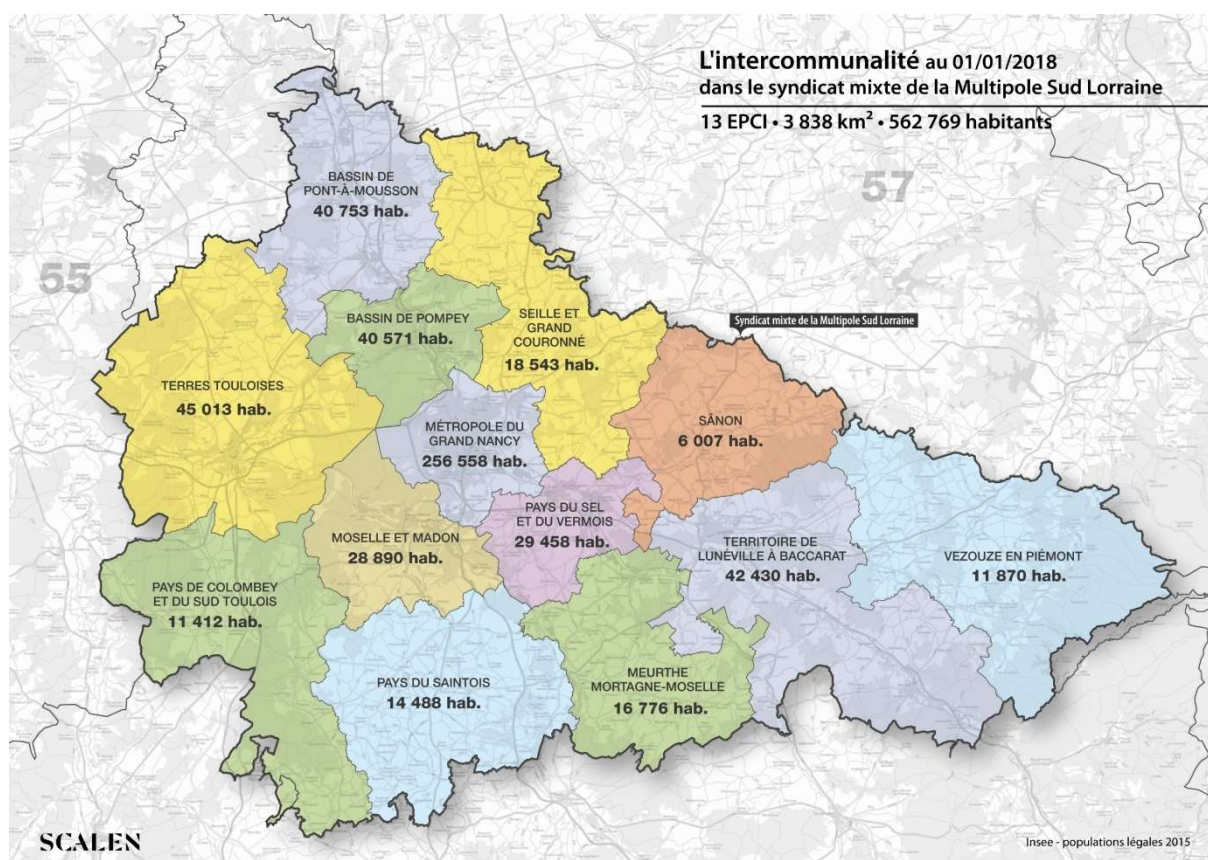 L'intercommunalité au 01/01/2018
dans le syndicat mixte de la Multipole Sud Lorraine
13 EPCI • 3 838 km² • 562 769 habitants
57
55
BASSIN DE
PONT-À-MOUSSON
40 753 hab.
BASSIN DE POMPEY
40 571 hab.
SEILLE ET
GRAND
COURONNÉ
18 543 hab.
Syndicat mixte de la Multipole Sud Lorraine
TERRES TOULOISES
45 013 hab.
MÉTROPOLE DU
GRAND NANCY
256 558 hab.
SÂNON
6 007 hab.
MOSELLE ET MADON
28 890 hab.
PAYS DU SEL
ET DU VERMOIS
29 458 hab.
TERRITOIRE DE
LUNÉVILLE À BACCARAT
42 430 hab.
VEZOUZE EN PIÉMONT
11 870 hab.
PAYS DE COLOMBEY
ET DU SUD TOULOIS
11 412 hab.
PAYS DU SAINTOIS
14 488 hab.
MEURTHE
MORTAGNE-MOSELLE
16 776 hab.
SCALEN
Insee - populations légales 2015